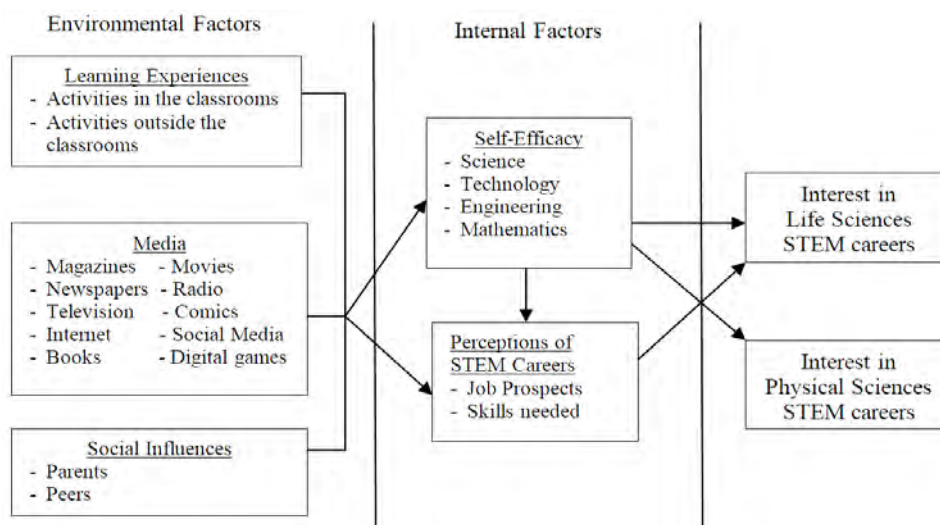 Environmental Factors
Internal Factors
Learning Experiences
- Activities in the classrooms
- Activities outside the
classrooms
Media
- Magazines - Movies
- Newspapers - Radio
- Television - Comics
- Internet - Social Media
- Books - Digital games
Social Influences
- Parents
- Peers
Self-Efficacy
- Science
- Technology
- Engineering
- Mathematics
Perceptions of
STEM Careers
- Job Prospects
- Skills needed
Interest in
Life Sciences
STEM careers
Interest in
Physical Sciences
STEM careers